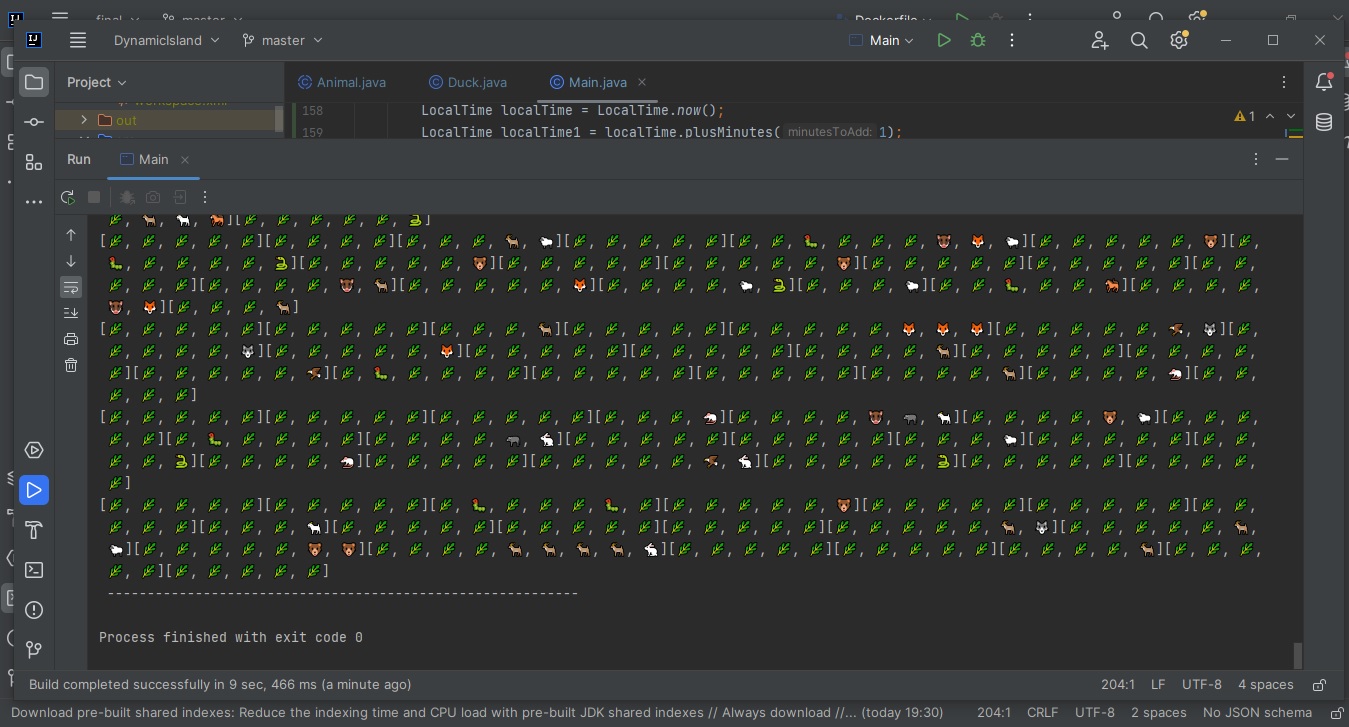 final
master
Dockerfile
DynamicIsland
master
Main
Project
Animal.java
Duck.java
Main.java
workspace.xml
out
158 LocalTime localTime = LocalTime.now();
159 LocalTime localTime1 = localTime.plusMinutes( minutesToAdd: 1);
1
Run
Main
-----------------------------------------------------------
Process finished with exit code 0
Build completed successfully in 9 sec, 466 ms (a minute ago)
204:1 LF UTF-8 4 spaces
Download pre-built shared indexes: Reduce the indexing time and CPU load with pre-built JDK shared indexes // Always download //... (today 19:30)
204:1 CRLF UTF-8 2 spaces No JSON schema